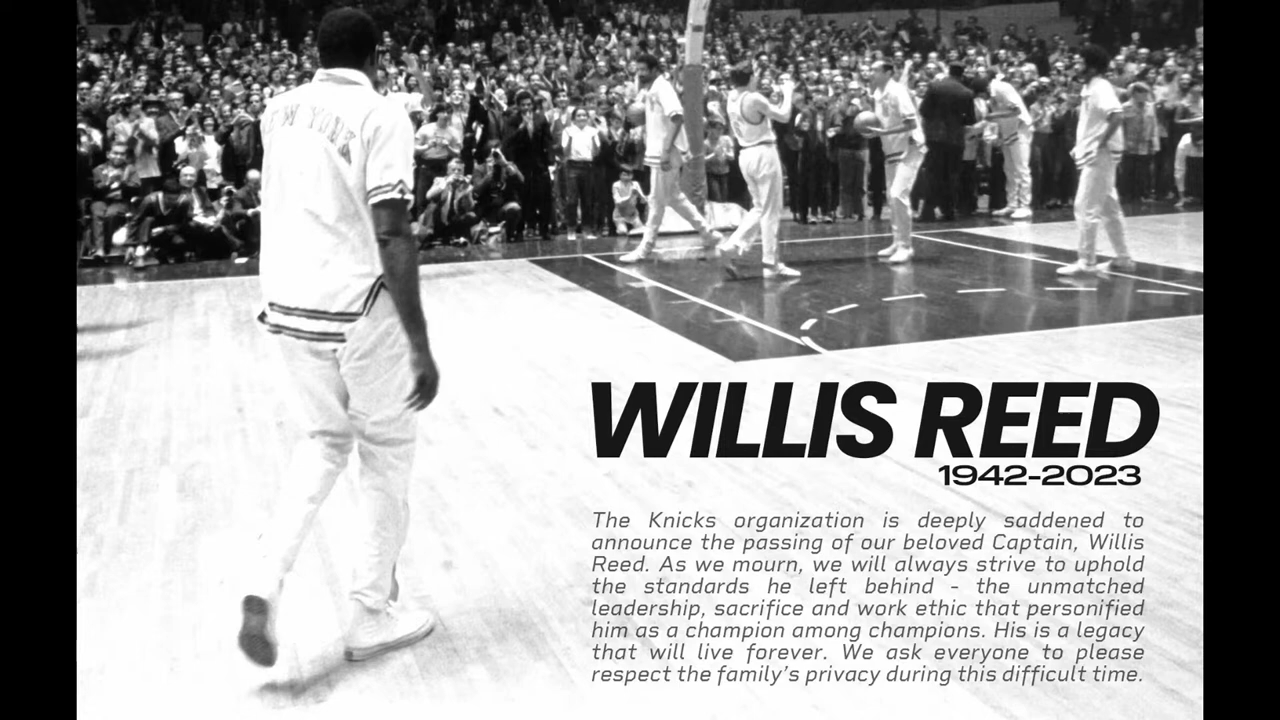 NEW YORK
WILLIS REED
1942-2023
The Knicks organization is deeply saddened to
announce the passing of our beloved Captain, Willis
Reed. As we mourn, we will always strive to uphold
the standards he left behind - the unmatched
leadership, sacrifice and work ethic that personified
him as a champion among champions. His is a legacy
that will live forever. We ask everyone to please
respect the family’s privacy during this difficult time.